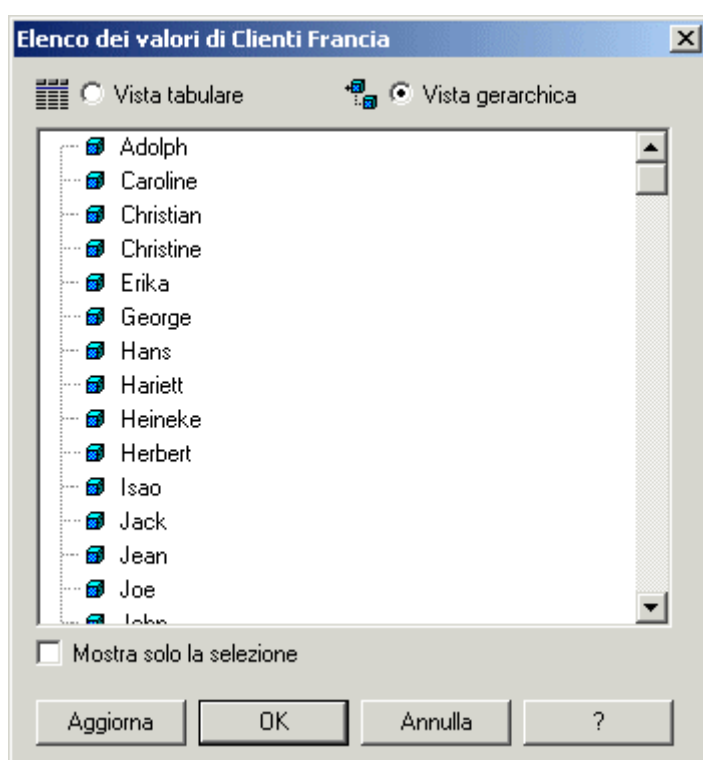 Elenco dei valori di Clienti Francia
Vista tabulare Vista gerarchica
Adolph
Caroline
Christian
Christine
Erika
George
Hans
Hariett
Heineke
Herbert
Isao
Jack
Jean
Joe
John
Mostra solo la selezione
Aggiorna OK Annulla ?